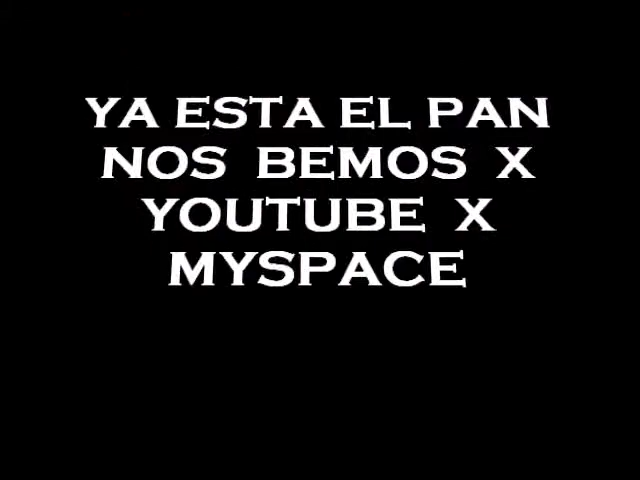 YA ESTA EL PAN
NOS BEMOS X
YOUTUBE X
MYSPACE